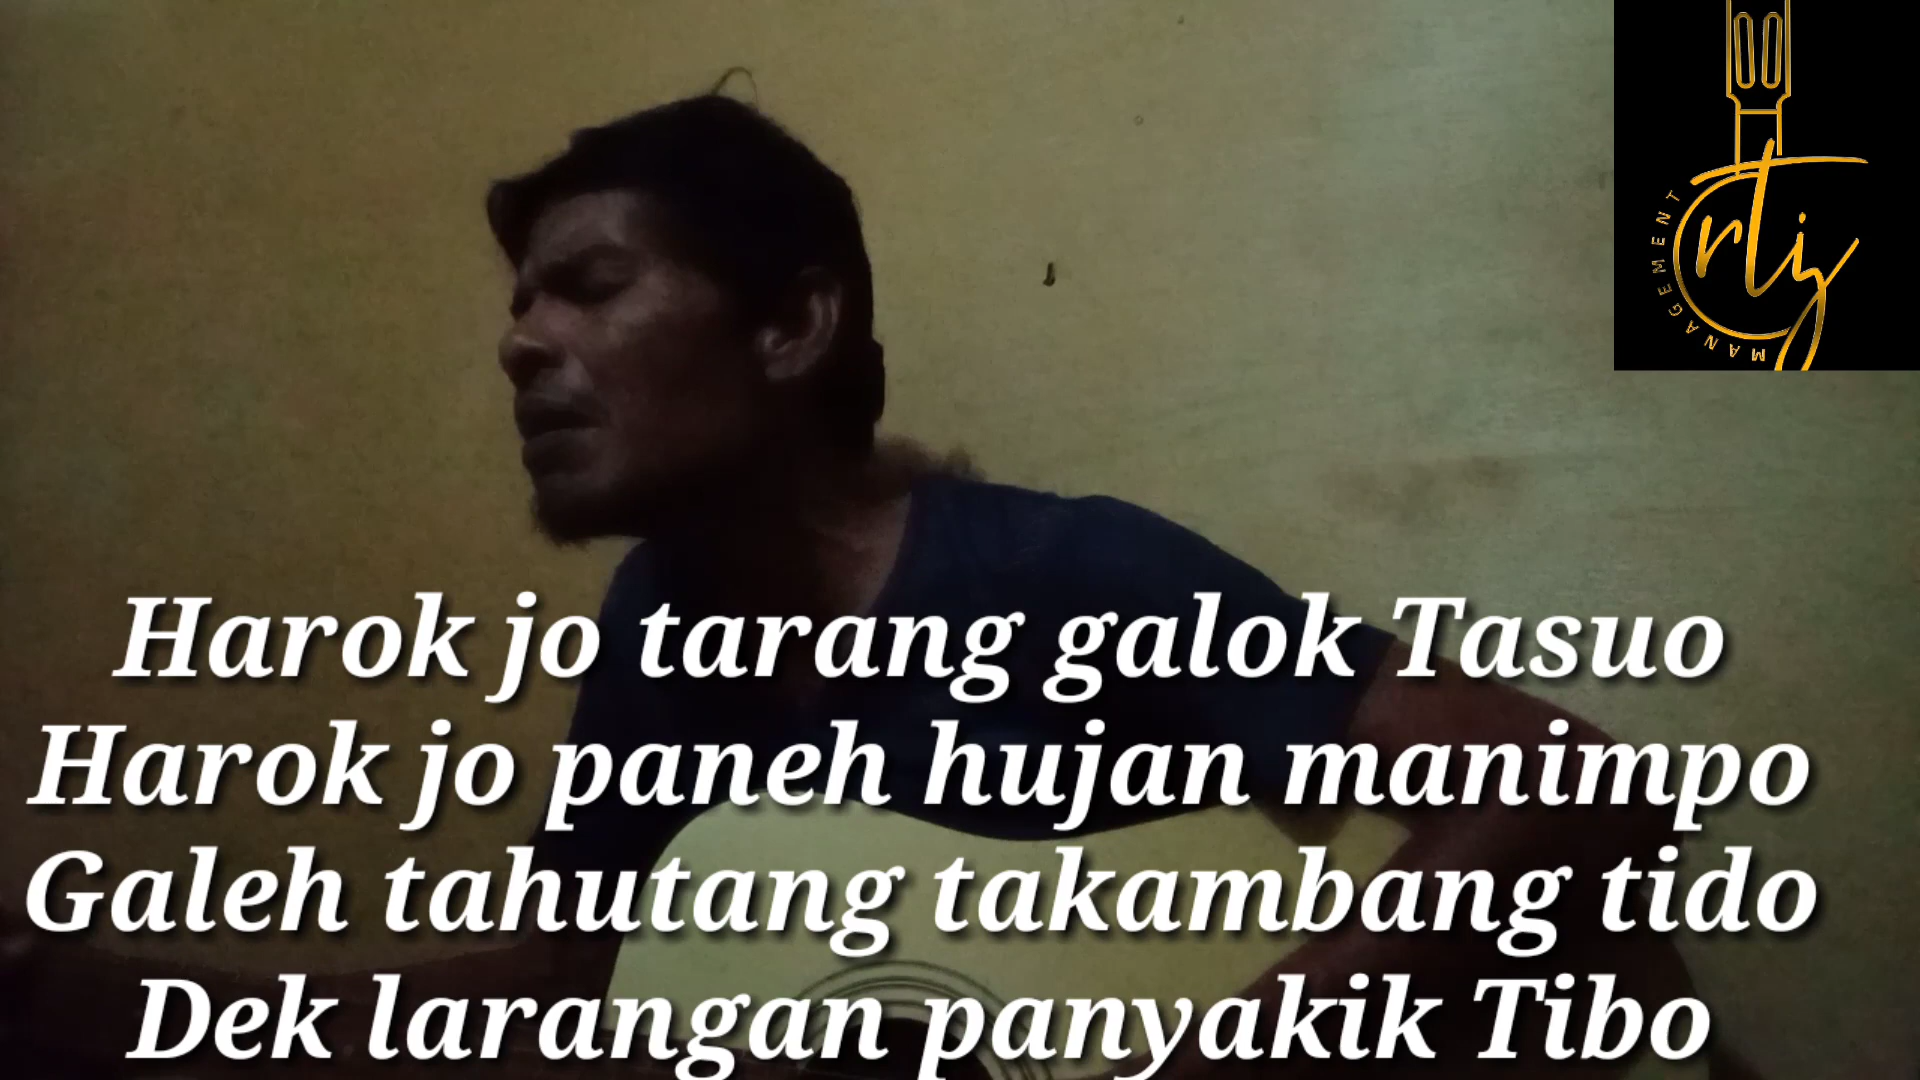 Harok jo tarang galok Tasuo
Harok jo paneh hujan manimpo
Galeh tahutang takambang tido
Dek larangan panyakik Tibo
rtj
MANAGEMENT